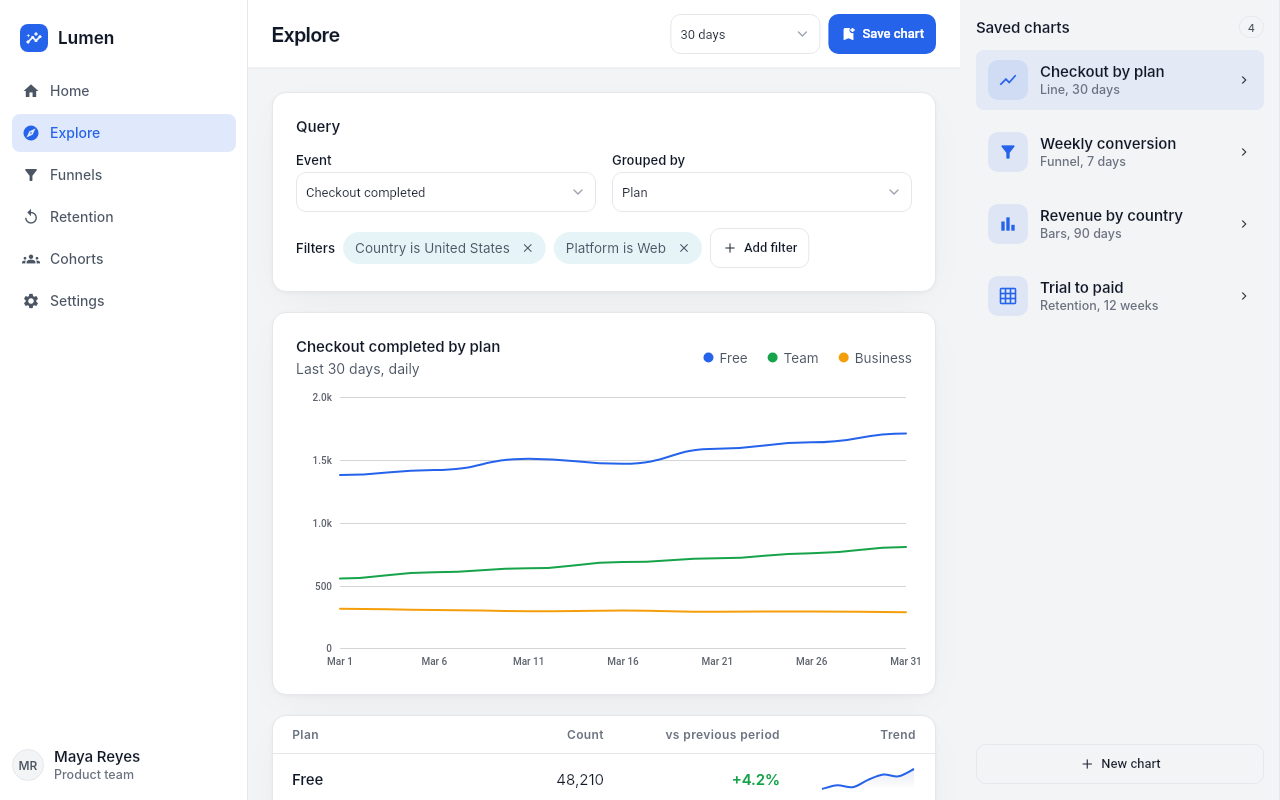 Lumen
Home
Explore
Funnels
Retention
Cohorts
Settings
MR
Maya Reyes
Product team
Explore
30 days
Save chart
Query
Event
Grouped by
Checkout completed
Plan
Filters
Country is United States
Platform is Web
Add filter
Checkout completed by plan
Last 30 days, daily
Free
Team
Business
2.0k
1.5k
1.0k
500
0
Mar 1
Mar 6
Mar 11
Mar 16
Mar 21
Mar 26
Mar 31
Plan
Count
vs previous period
Trend
Free
48,210
+4.2%
Saved charts
4
Checkout by plan
Line, 30 days
Weekly conversion
Funnel, 7 days
Revenue by country
Bars, 90 days
Trial to paid
Retention, 12 weeks
New chart